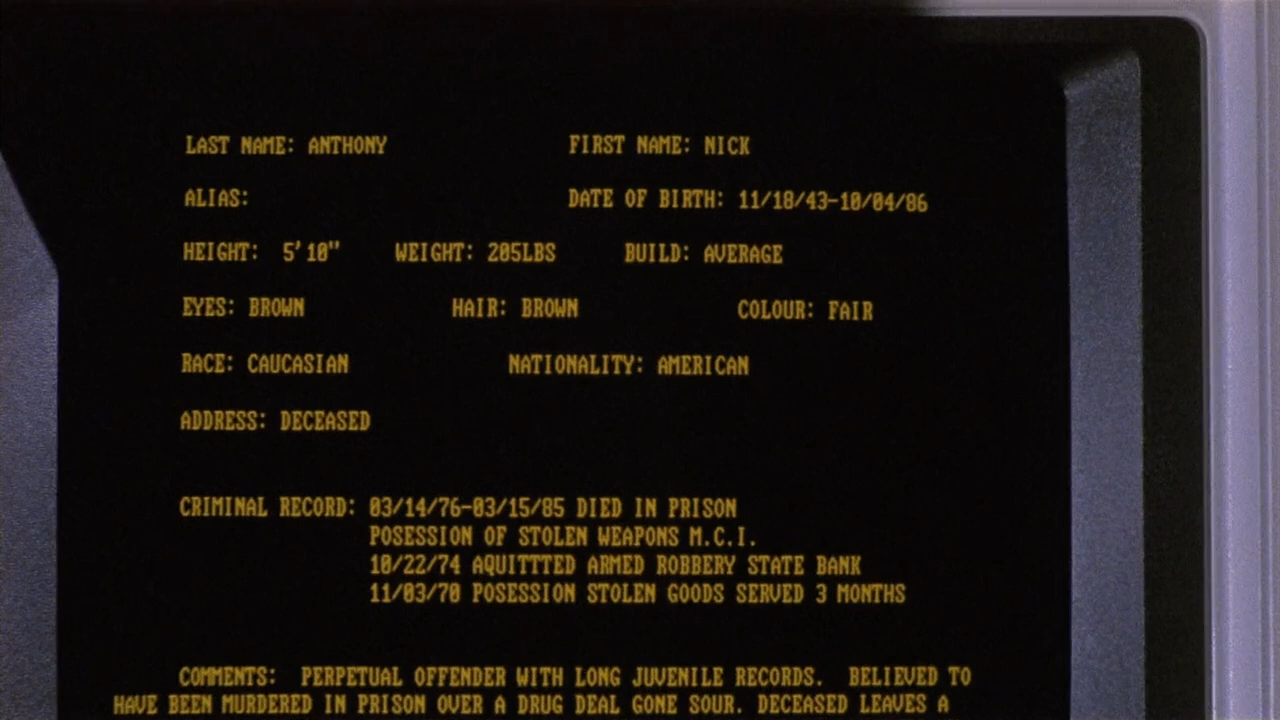 LAST NAME: ANTHONY FIRST NAME: NICK
ALIAS: DATE OF BIRTH: 11/18/43-10/04/86
HEIGHT: 5'10" WEIGHT: 205LBS BUILD: AVERAGE
EYES: BROWN HAIR: BROWN COLOUR: FAIR
RACE: CAUCASIAN NATIONALITY: AMERICAN
ADDRESS: DECEASED
CRIMINAL RECORD: 03/14/76-03/15/85 DIED IN PRISON
POSESSION OF STOLEN WEAPONS M.C.I.
10/22/74 AQUITTTED ARMED ROBBERY STATE BANK
11/03/70 POSESSION STOLEN GOODS SERVED 3 MONTHS
COMMENTS: PERPETUAL OFFENDER WITH LONG JUVENILE RECORDS. BELIEVED TO
HAVE BEEN MURDERED IN PRISON OVER A DRUG DEAL GONE SOUR. DECEASED LEAVES A